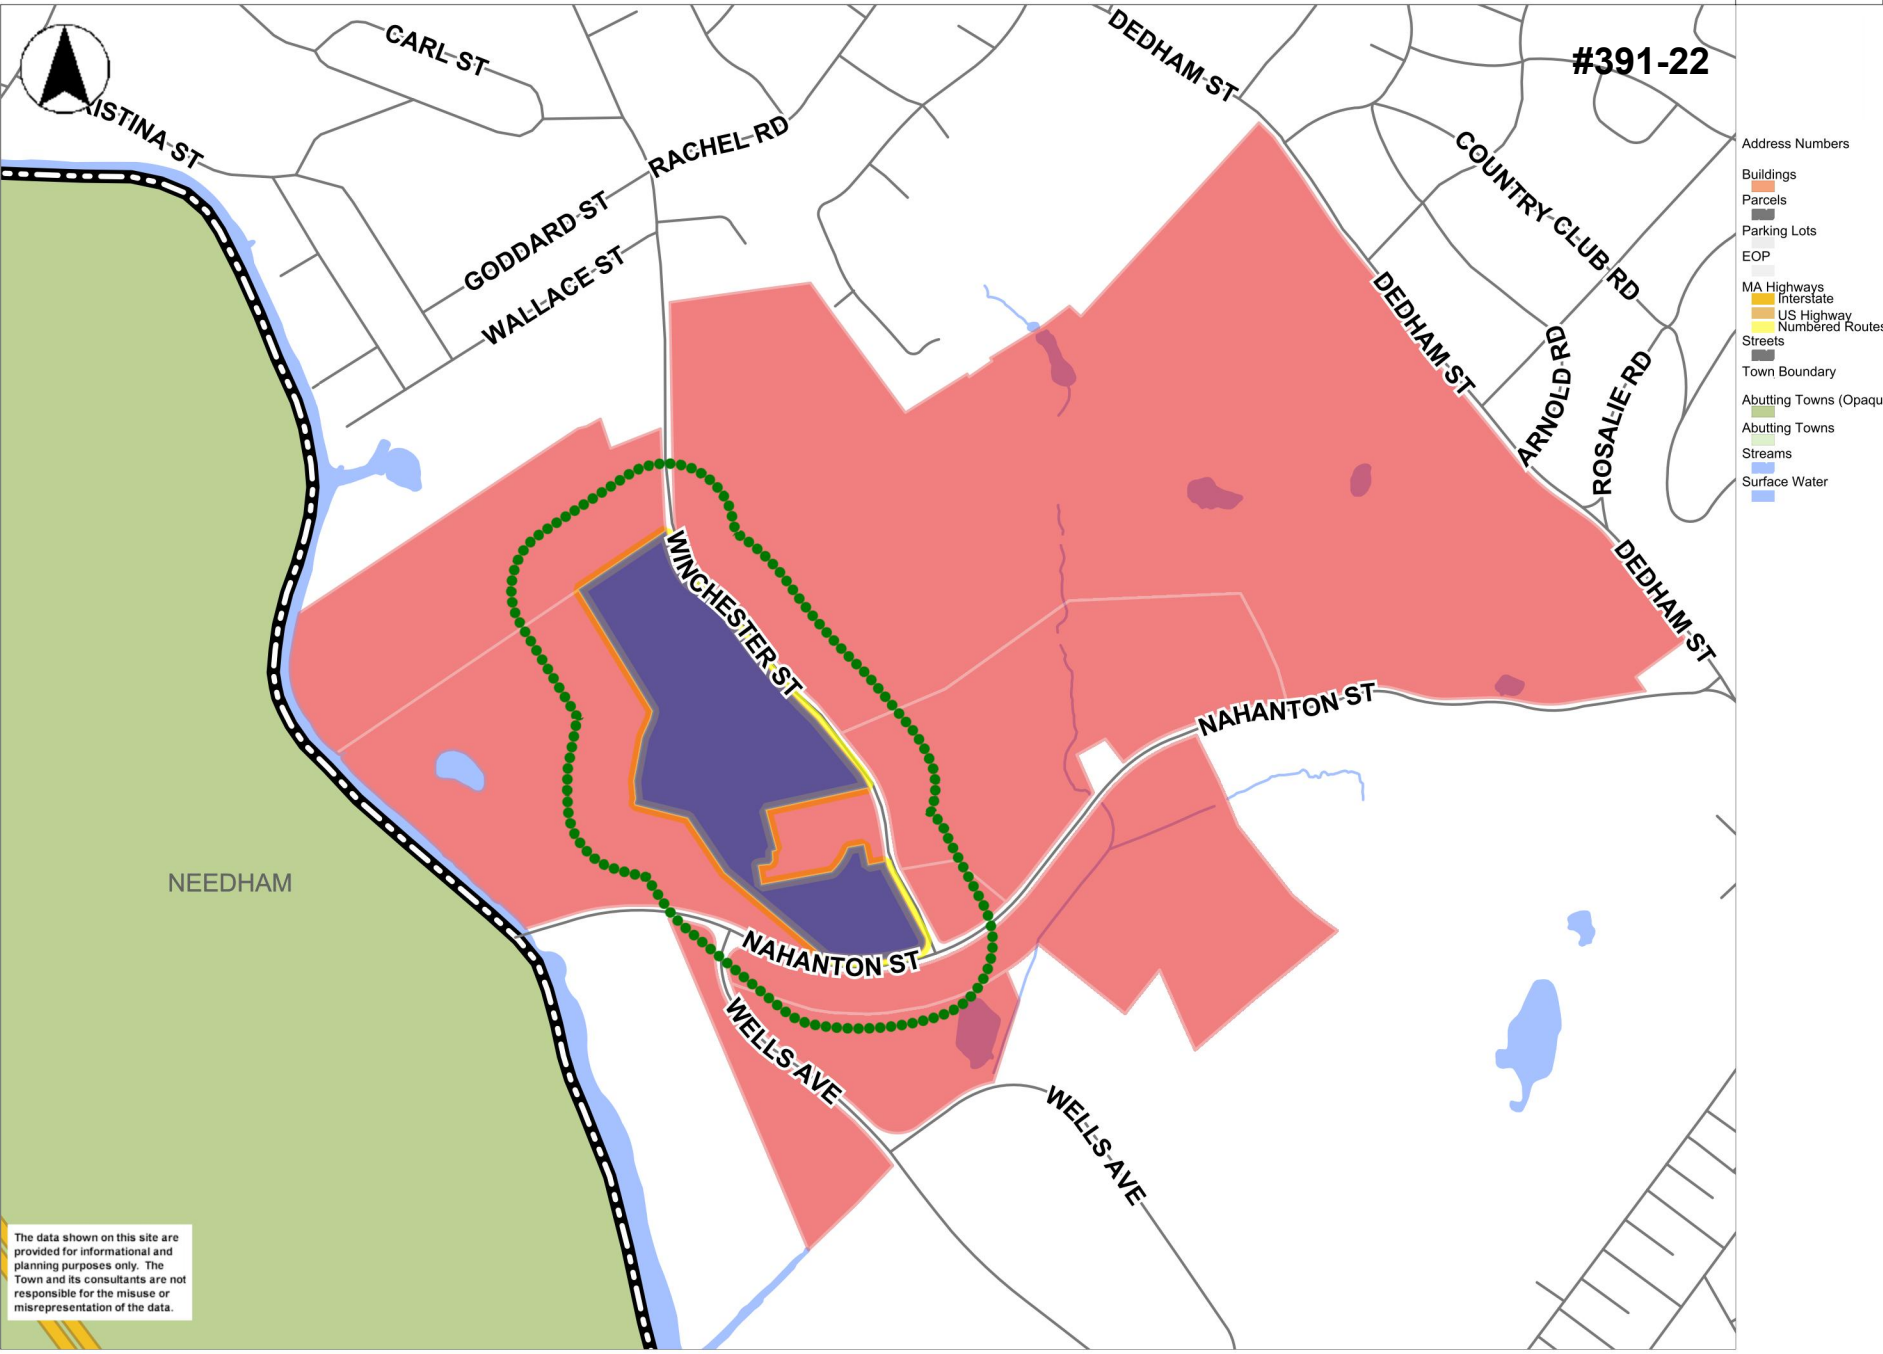 CARL ST
DEDHAM ST
#391-22
RISTINA ST
RACHEL RD
COUNTRY CLUB RD
GODDARD ST
WALLACE ST
DEDHAM ST
ARNOLD RD
ROSALIE RD
WINCHESTER ST
DEDHAM ST
NAHANTON ST
NEEDHAM
NAHANTON ST
WELLS AVE
WELLS AVE
The data shown on this site are
provided for informational and
planning purposes only. The
Town and its consultants are not
responsible for the misuse or
misrepresentation of the data.
Address Numbers
Buildings
Parcels
Parking Lots
EOP
MA Highways
Interstate
US Highway
Numbered Routes
Streets
Town Boundary
Abutting Towns (Opaqu
Abutting Towns
Streams
Surface Water